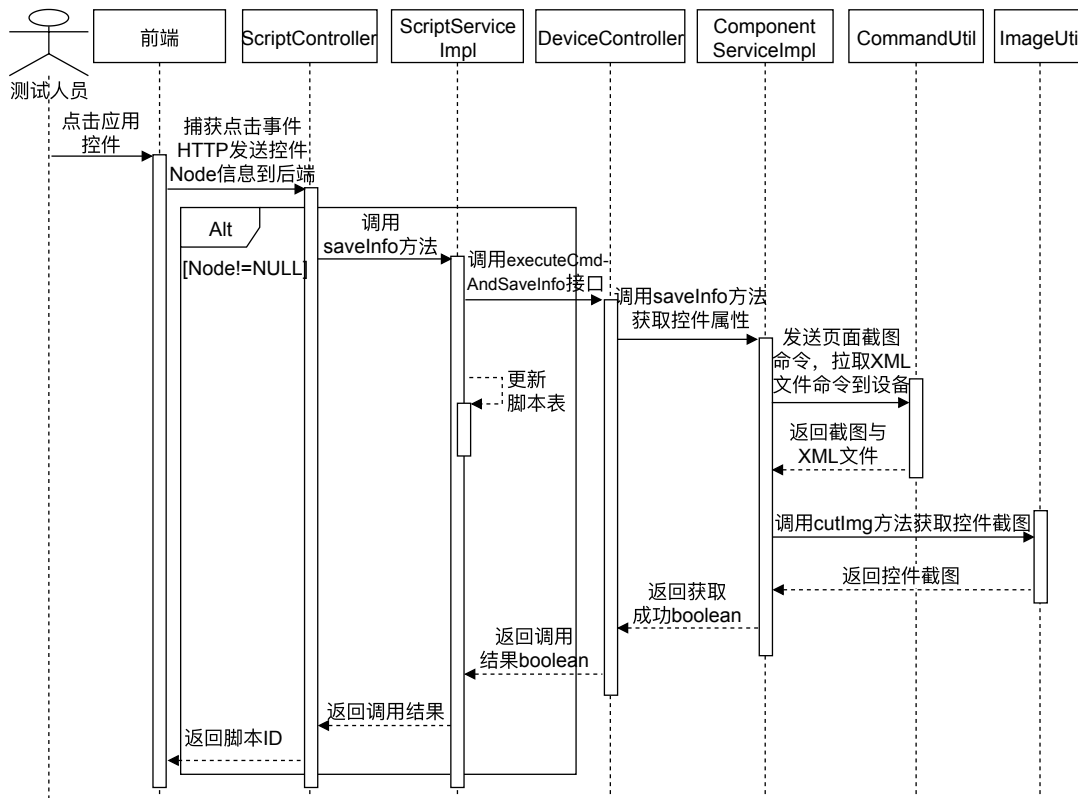 测试人员
前端
ScriptController
ScriptService
Impl
DeviceController
Component
ServiceImpl
CommandUtil
ImageUti
点击应用
控件
捕获点击事件
HTTP发送控件
Node信息到后端
Alt
[Node!=NULL]
调用
saveInfo方法
调用executeCmd-
AndSaveInfo接口
调用saveInfo方法
获取控件属性
发送页面截图
命令，拉取XML
文件命令到设备
更新
脚本表
返回截图与
XML文件
调用cutImg方法获取控件截图
返回控件截图
返回获取
成功boolean
返回调用
结果boolean
返回调用结果
返回脚本ID